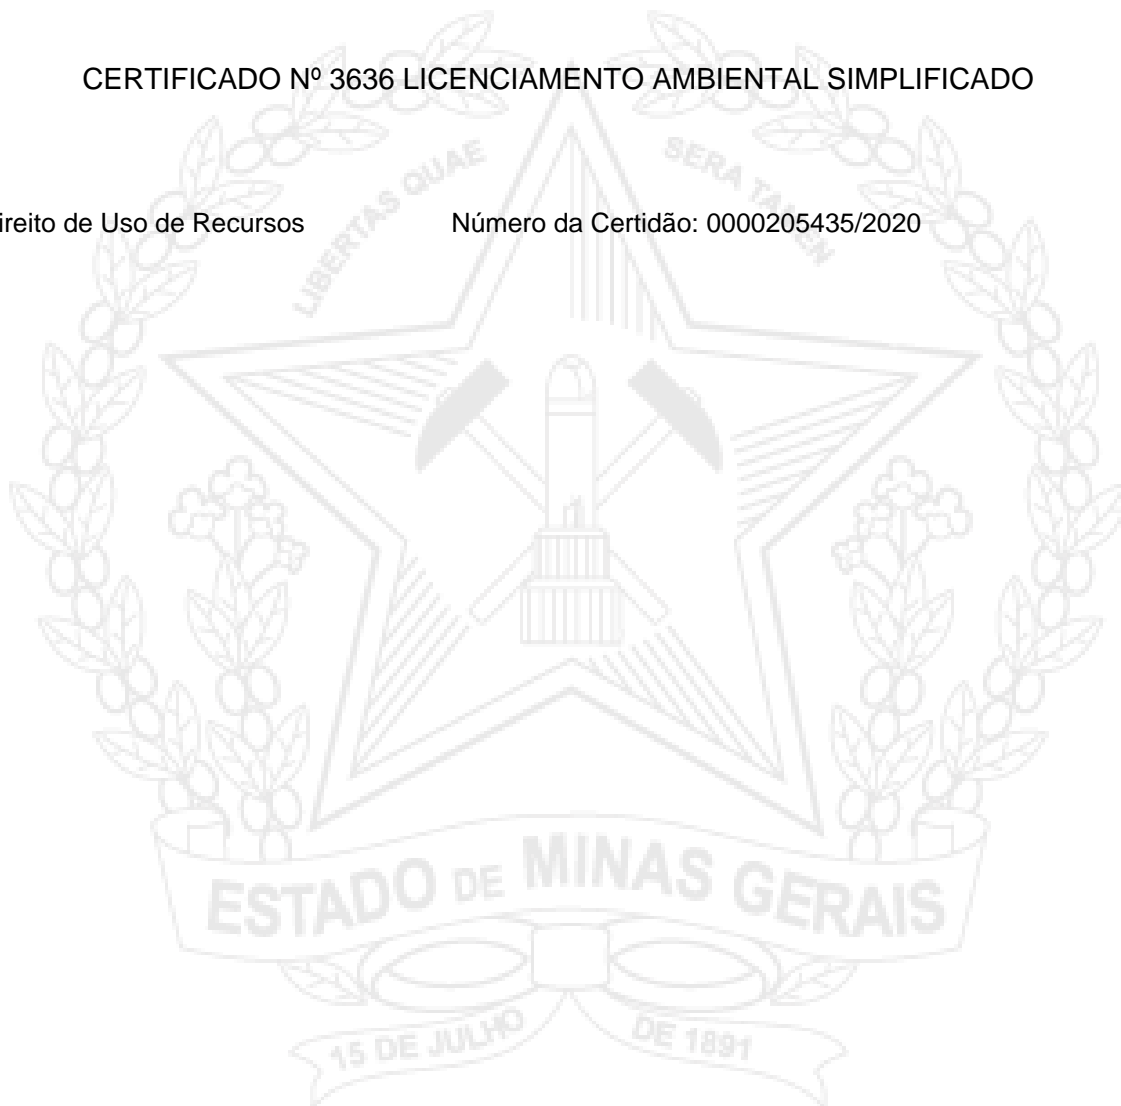 CERTIFICADO Nº 3636 LICENCIAMENTO AMBIENTAL SIMPLIFICADO
LIBERTAS QUAE SERA TAMEN
ireito de Uso de Recursos Número da Certidão: 0000205435/2020
ESTADO DE MINAS GERAIS
15 DE JULHO DE 1891